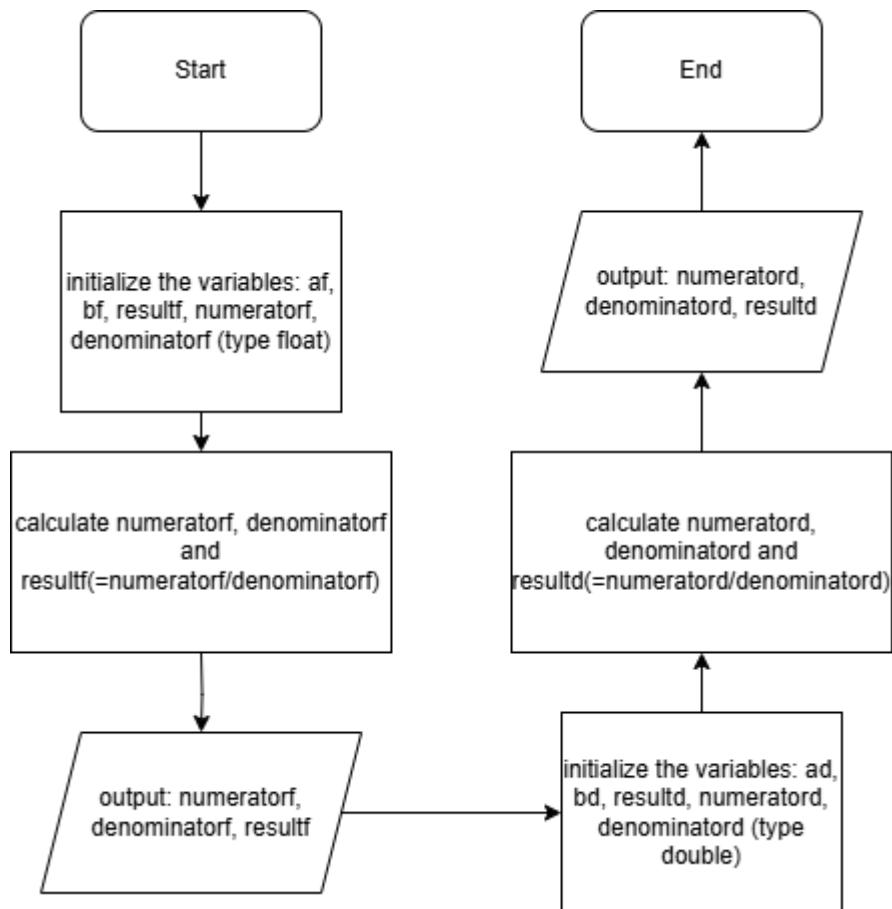 Start
initialize the variables: af,
bf, resultf, numeratorf,
denominatorf (type float)
calculate numeratorf, denominatorf
and
resultf(=numeratorf/denominatorf)
output: numeratorf,
denominatorf, resultf
initialize the variables: ad,
bd, resultd, numeratord,
denominatord (type
double)
calculate numeratord,
denominatord and
resultd(=numeratord/denominatord)
output: numeratord,
denominatord, resultd
End